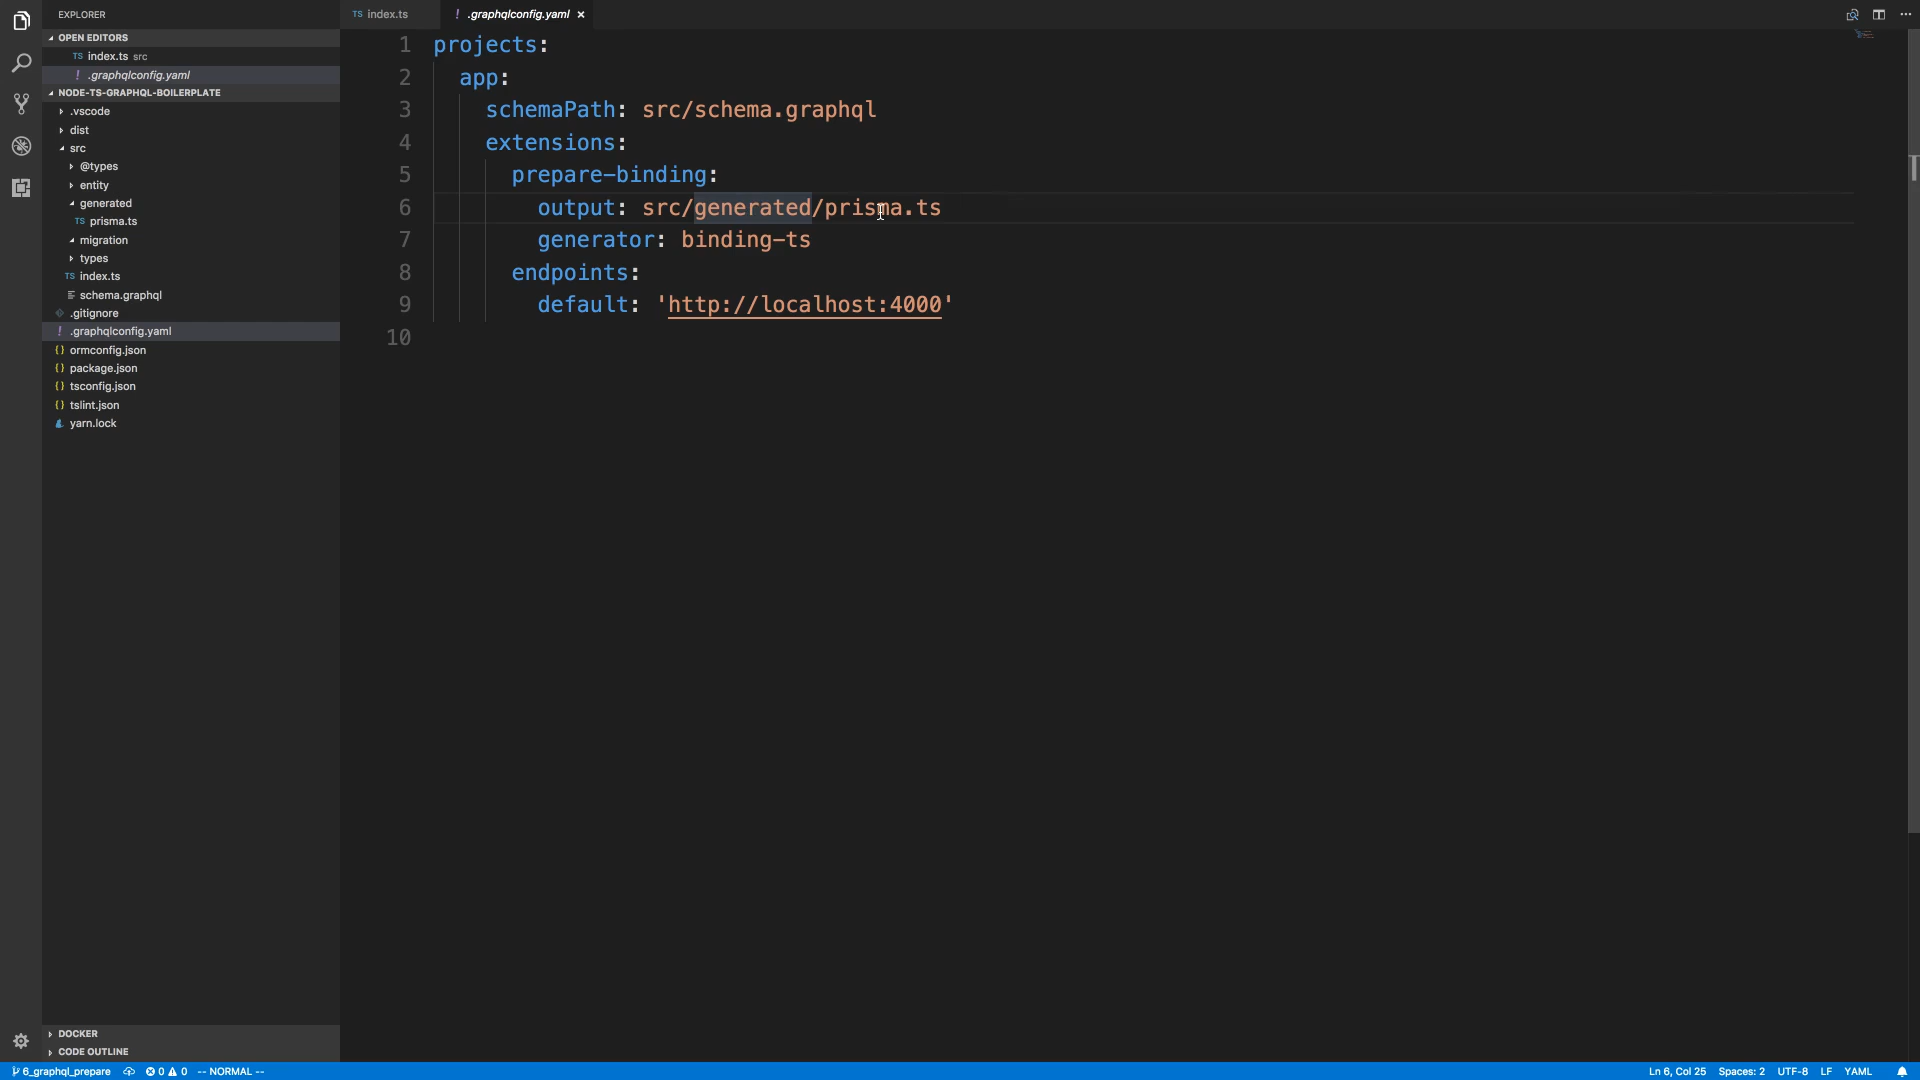 EXPLORER
OPEN EDITORS
TS index.ts src
! .graphqlconfig.yaml
NODE-TS-GRAPHQL-BOILERPLATE
.vscode
dist
src
@types
entity
generated
TS prisma.ts
migration
types
TS index.ts
schema.graphql
.gitignore
! .graphqlconfig.yaml
{} ormconfig.json
{} package.json
{} tsconfig.json
{} tslint.json
yarn.lock
DOCKER
CODE OUTLINE
TS index.ts
! .graphqlconfig.yaml ×
1 projects:
2 app:
3 schemaPath: src/schema.graphql
4 extensions:
5 prepare-binding:
6 output: src/generated/prisma.ts
7 generator: binding-ts
8 endpoints:
9 default: 'http://localhost:4000'
10
6_graphql_prepare 0 0 -- NORMAL --
Ln 6, Col 25 Spaces: 2 UTF-8 LF YAML